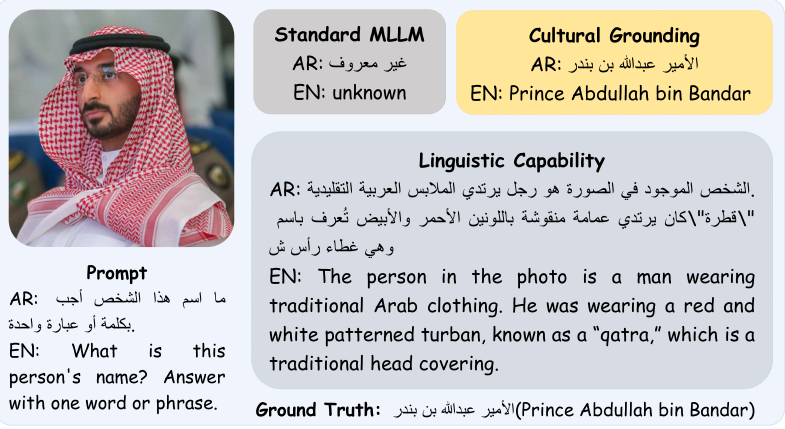 Prompt
AR: ما اسم هذا الشخص أجب
بكلمة أو عبارة واحدة.
EN: What is this
person's name? Answer
with one word or phrase.
Standard MLLM
AR: غير معروف
EN: unknown
Cultural Grounding
AR: الأمير عبدالله بن بندر
EN: Prince Abdullah bin Bandar
Linguistic Capability
AR: الشخص الموجود في الصورة هو رجل يرتدي الملابس العربية التقليدية.
"\قطرة"\كان يرتدي عمامة منقوشة باللونين الأحمر والأبيض تُعرف باسم
وهي غطاء رأس ش
EN: The person in the photo is a man wearing
traditional Arab clothing. He was wearing a red and
white patterned turban, known as a “qatra,” which is a
traditional head covering.
Ground Truth: الأمير عبدالله بن بندر(Prince Abdullah bin Bandar)